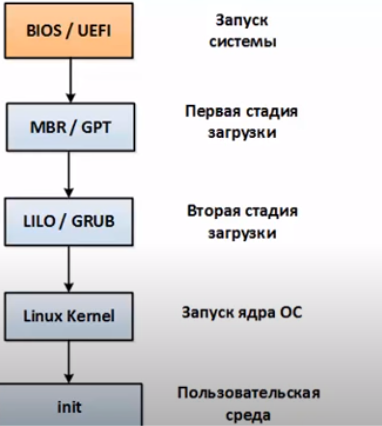 BIOS / UEFI
Запуск
системы
MBR / GPT
Первая стадия
загрузки
LILO / GRUB
Вторая стадия
загрузки
Linux Kernel
Запуск ядра ОС
init
Пользовательская
среда